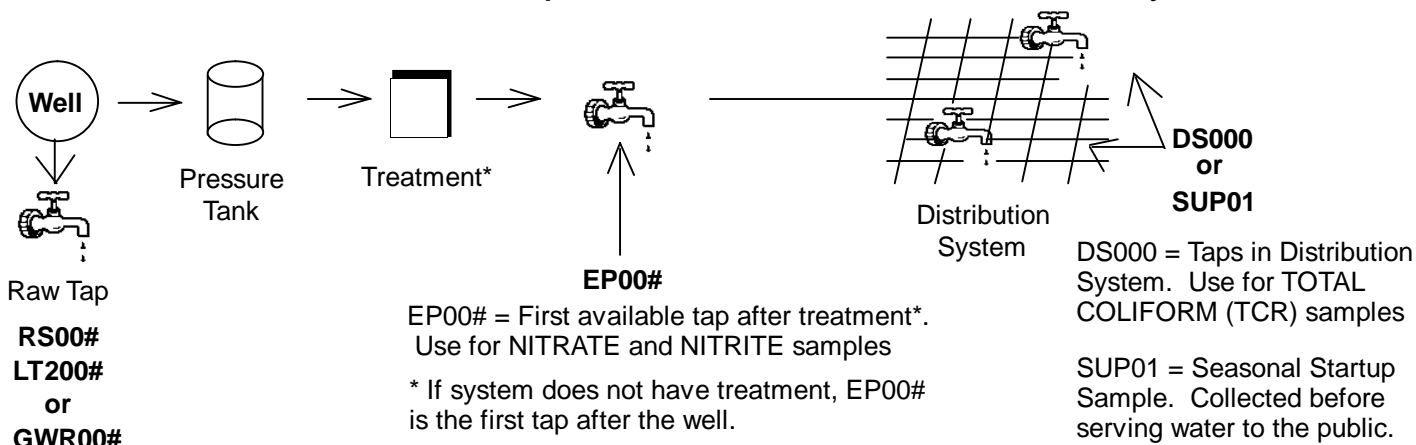 Well
Pressure
Tank
Treatment*
Raw Tap
RS00#
LT200#
or
GWR00#
EP00#
EP00# = First available tap after treatment*.
Use for NITRATE and NITRITE samples
* If system does not have treatment, EP00#
is the first tap after the well.
Distribution
System
DS000
or
SUP01
DS000 = Taps in Distribution
System. Use for TOTAL
COLIFORM (TCR) samples
SUP01 = Seasonal Startup
Sample. Collected before
serving water to the public.